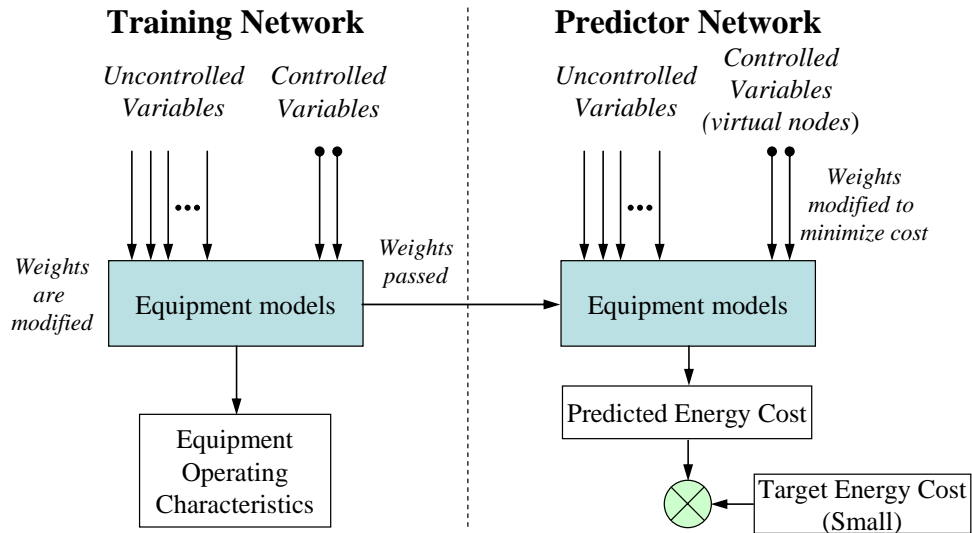 Training Network
Uncontrolled
Variables
Controlled
Variables
Weights
are
modified
Equipment models
Weights
passed
Equipment
Operating
Characteristics
Predictor Network
Uncontrolled
Variables
Controlled
Variables
(virtual nodes)
Weights
modified to
minimize cost
Equipment models
Predicted Energy Cost
Target Energy Cost
(Small)